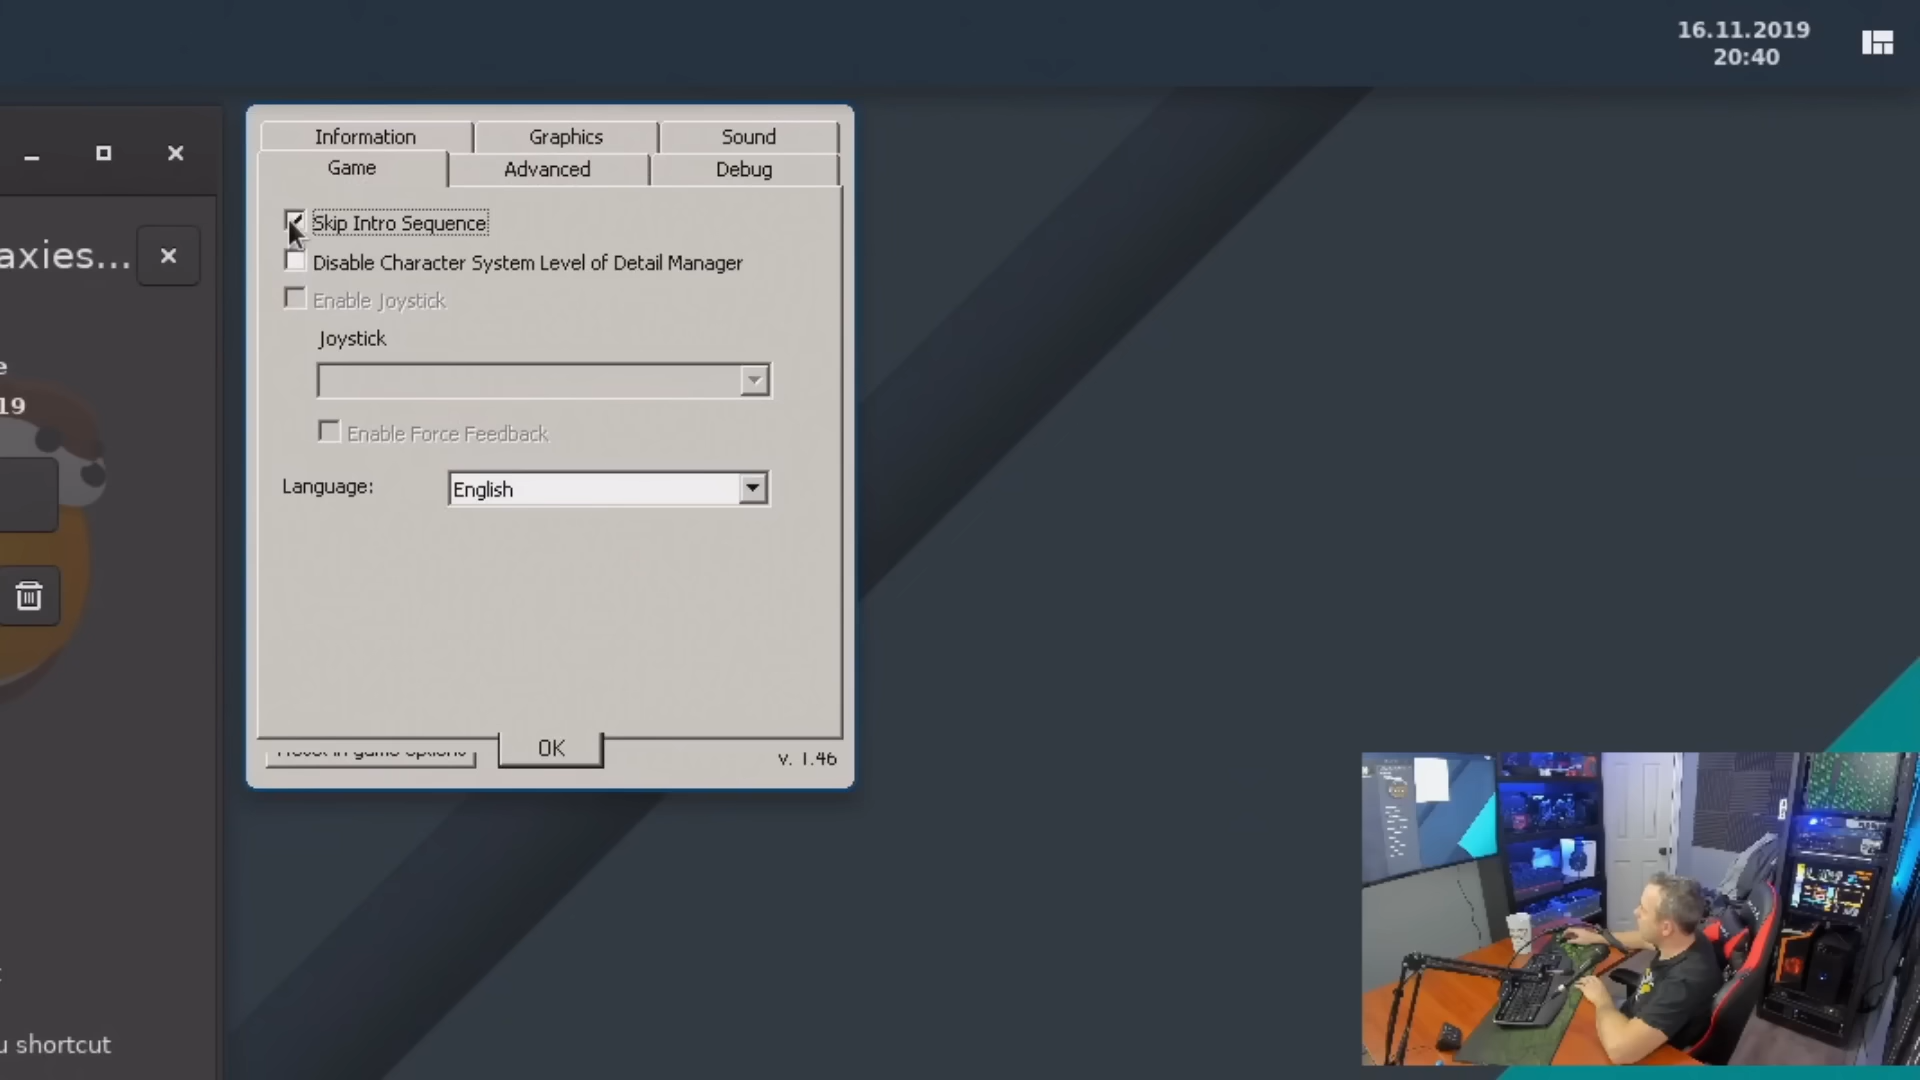 16.11.2019
20:40
Information
Graphics
Sound
Game
Advanced
Debug
axies...
Skip Intro Sequence
Disable Character System Level of Detail Manager
Enable Joystick
Joystick
e
19
Enable Force Feedback
Language:
English
OK
v. 1.46
u shortcut